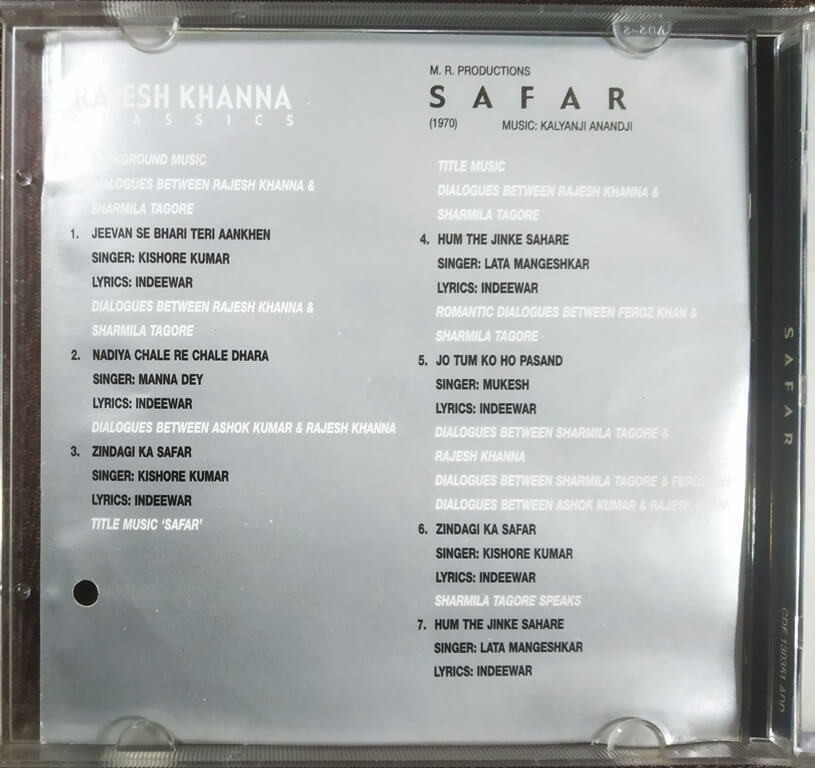 RAJESH KHANNA
CLASSICS
BACKGROUND MUSIC
DIALOGUES BETWEEN RAJESH KHANNA &
SHARMILA TAGORE
1. JEEVAN SE BHARI TERI AANKHEN
SINGER: KISHORE KUMAR
LYRICS: INDEEWAR
DIALOGUES BETWEEN RAJESH KHANNA &
SHARMILA TAGORE
2. NADIYA CHALE RE CHALE DHARA
SINGER: MANNA DEY
LYRICS: INDEEWAR
DIALOGUES BETWEEN ASHOK KUMAR & RAJESH KHANNA
3. ZINDAGI KA SAFAR
SINGER: KISHORE KUMAR
LYRICS: INDEEWAR
TITLE MUSIC ‘SAFAR’
M. R. PRODUCTIONS
SAFAR
(1970) MUSIC: KALYANJI ANANDJI
TITLE MUSIC
DIALOGUES BETWEEN RAJESH KHANNA &
SHARMILA TAGORE
4. HUM THE JINKE SAHARE
SINGER: LATA MANGESHKAR
LYRICS: INDEEWAR
ROMANTIC DIALOGUES BETWEEN FEROZ KHAN &
SHARMILA TAGORE
5. JO TUM KO HO PASAND
SINGER: MUKESH
LYRICS: INDEEWAR
DIALOGUES BETWEEN SHARMILA TAGORE &
RAJESH KHANNA
DIALOGUES BETWEEN SHARMILA TAGORE & FEROZ KHAN
DIALOGUES BETWEEN ASHOK KUMAR & RAJESH KHANNA
6. ZINDAGI KA SAFAR
SINGER: KISHORE KUMAR
LYRICS: INDEEWAR
SHARMILA TAGORE SPEAKS
7. HUM THE JINKE SAHARE
SINGER: LATA MANGESHKAR
LYRICS: INDEEWAR
SAFAR